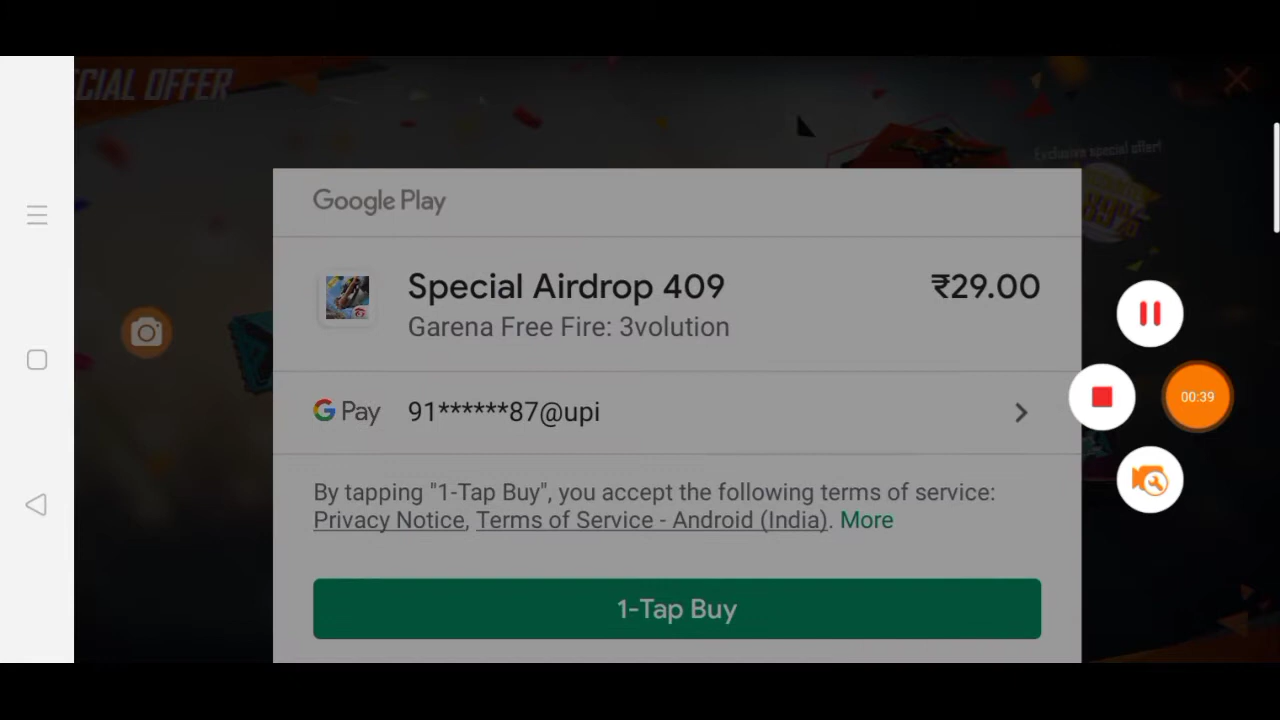 CIAL OFFER
Exclusive special offer!
Google Play
Special Airdrop 409
₹29.00
Garena Free Fire: 3volution
G Pay
91******87@upi
By tapping "1-Tap Buy", you accept the following terms of service:
Privacy Notice, Terms of Service - Android (India). More
1-Tap Buy
00:39